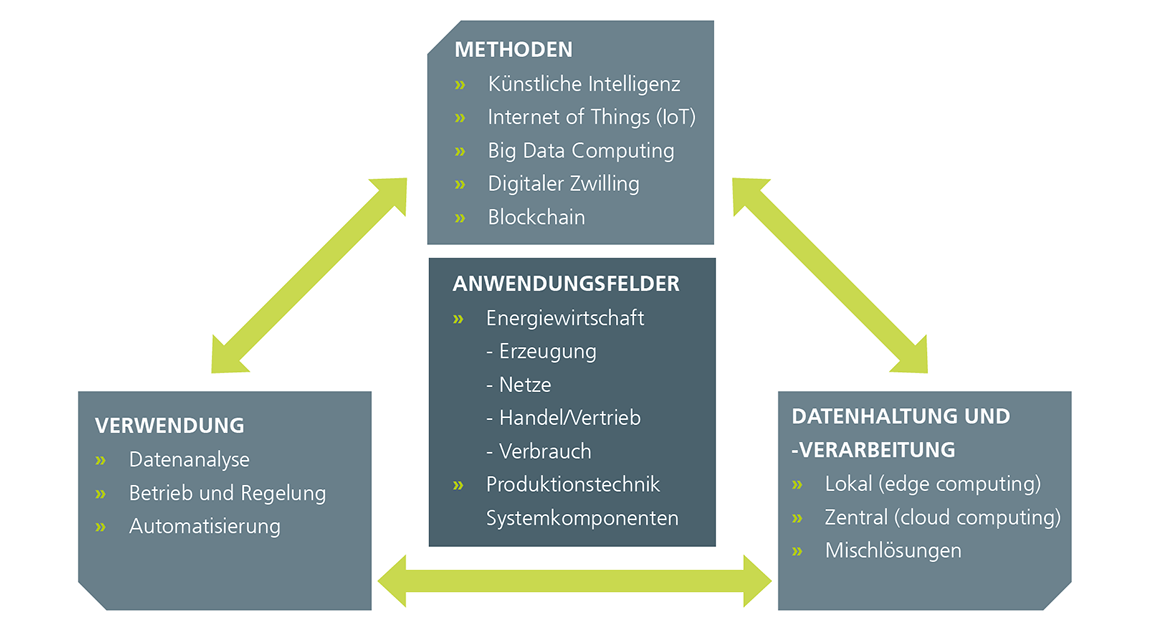 METHODEN
» Künstliche Intelligenz
» Internet of Things (IoT)
» Big Data Computing
» Digitaler Zwilling
» Blockchain
ANWENDUNGSFELDER
» Energiewirtschaft
- Erzeugung
- Netze
- Handel/Vertrieb
- Verbrauch
» Produktionstechnik
Systemkomponenten
VERWENDUNG
» Datenanalyse
» Betrieb und Regelung
» Automatisierung
DATENHALTUNG UND
-VERARBEITUNG
» Lokal (edge computing)
» Zentral (cloud computing)
» Mischlösungen